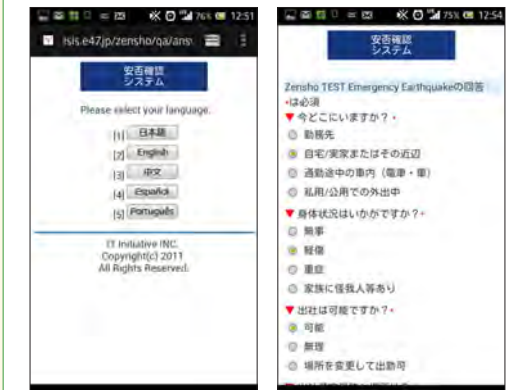 76% 12:51
isis.e47.jp/zensho/qa/ans
安否確認
システム
Please select your language.
[1] 日本語
[2] English
[3] 中文
[4] Español
[5] Português
IT Initiative INC.
Copyright(c) 2011
All Rights Reserved.
75% 12:54
安否確認
システム
Zensho TEST Emergency Earthquakeの回答
*は必須
▼今どこにいますか？*
勤務先
自宅/実家またはその近辺
通勤途中の車内（電車・車）
私用/公用での外出中
▼身体状況はいかがですか？*
無事
軽傷
重症
家族に怪我人等あり
▼出社は可能ですか？*
可能
無理
場所を変更して出勤可